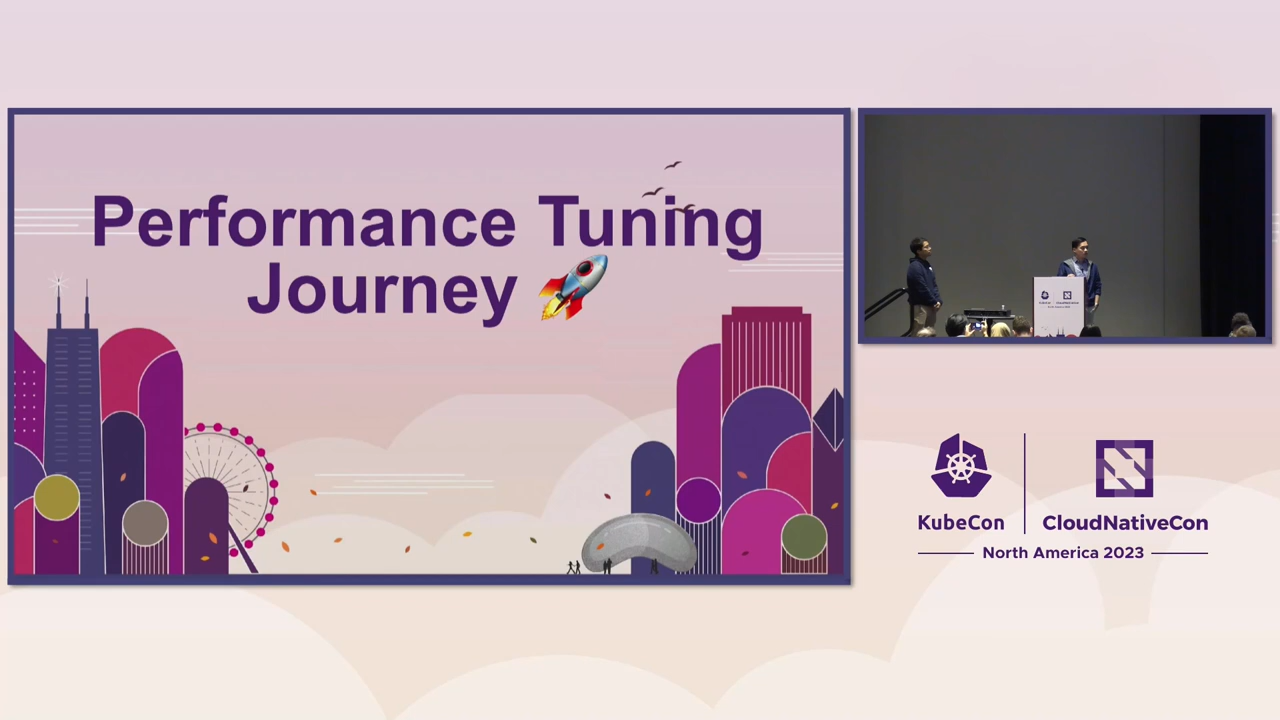 Performance Tuning
Journey 🚀
KubeCon
CloudNativeCon
North America 2023